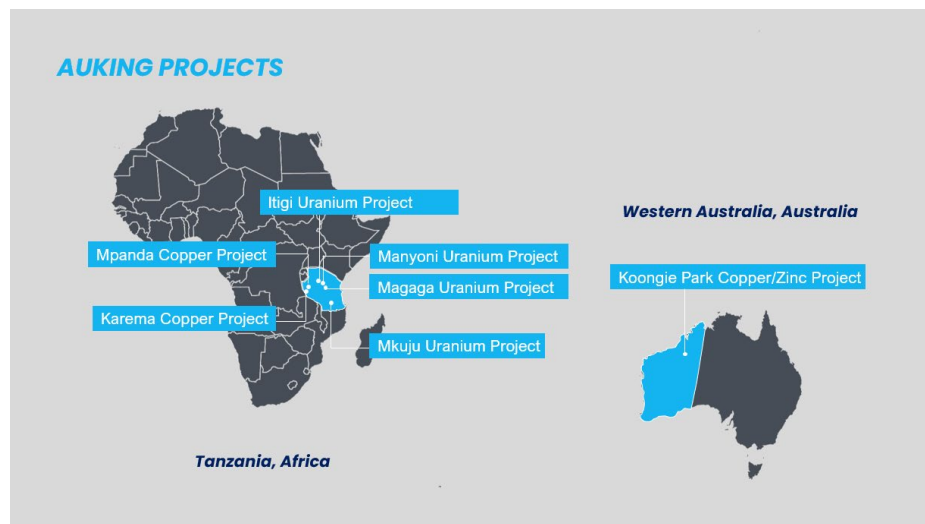 AUKING PROJECTS
Itigi Uranium Project
Mpanda Copper Project
Manyoni Uranium Project
Magaga Uranium Project
Karema Copper Project
Mkuju Uranium Project
Tanzania, Africa
Western Australia, Australia
Koongie Park Copper/Zinc Project